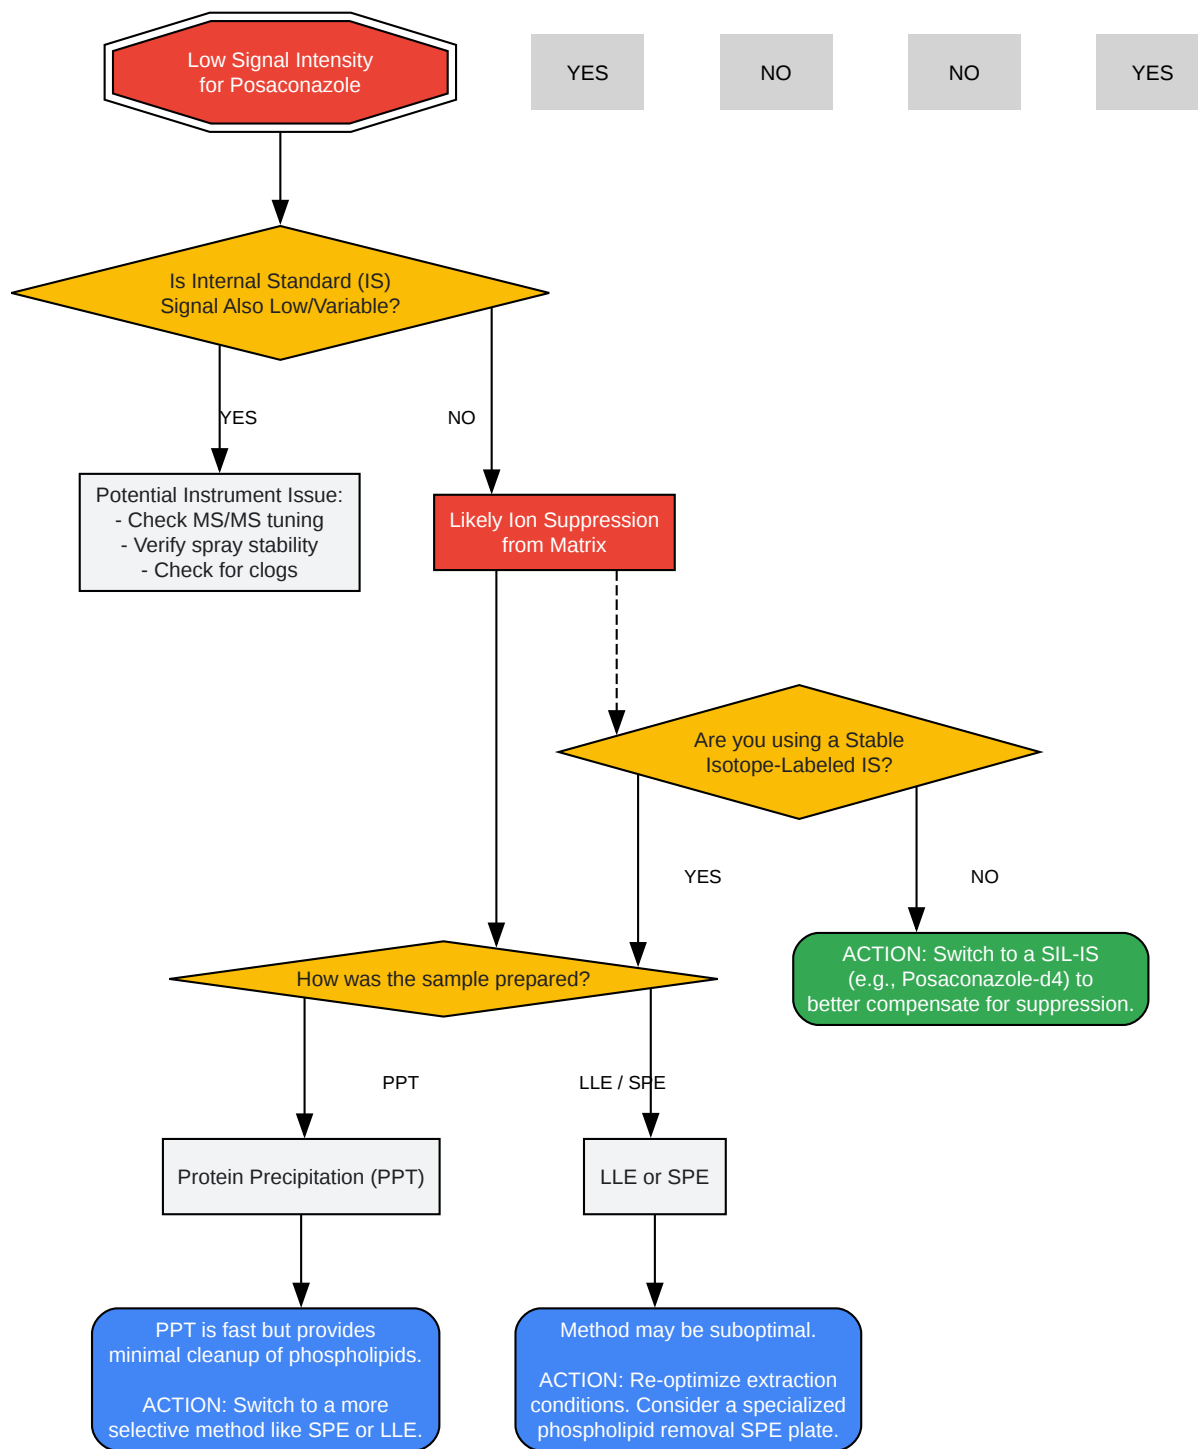 Low Signal Intensity
for Posaconazole
YES
NO
NO
YES
Is Internal Standard (IS)
Signal Also Low/Variable?
YES
NO
Potential Instrument Issue:
- Check MS/MS tuning
- Verify spray stability
- Check for clogs
Likely Ion Suppression
from Matrix
Are you using a Stable
Isotope-Labeled IS?
YES
NO
How was the sample prepared?
ACTION: Switch to a SIL-IS
(e.g., Posaconazole-d4) to
better compensate for suppression.
PPT
LLE / SPE
Protein Precipitation (PPT)
LLE or SPE
PPT is fast but provides
minimal cleanup of phospholipids.
ACTION: Switch to a more
selective method like SPE or LLE.
Method may be suboptimal.
ACTION: Re-optimize extraction
conditions. Consider a specialized
phospholipid removal SPE plate.